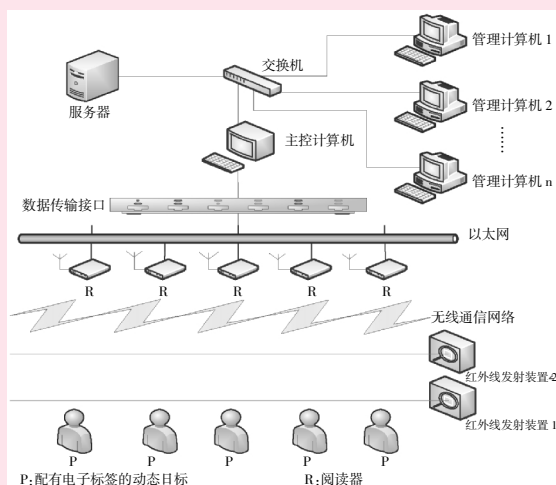 管理计算机 1
交换机
服务器
管理计算机 2
……
主控计算机
管理计算机 n
数据传输接口
以太网
R R R R R
无线通信网络
红外线发射装置2
红外线发射装置 1
P P P P P
P:配有电子标签的动态目标 R:阅读器